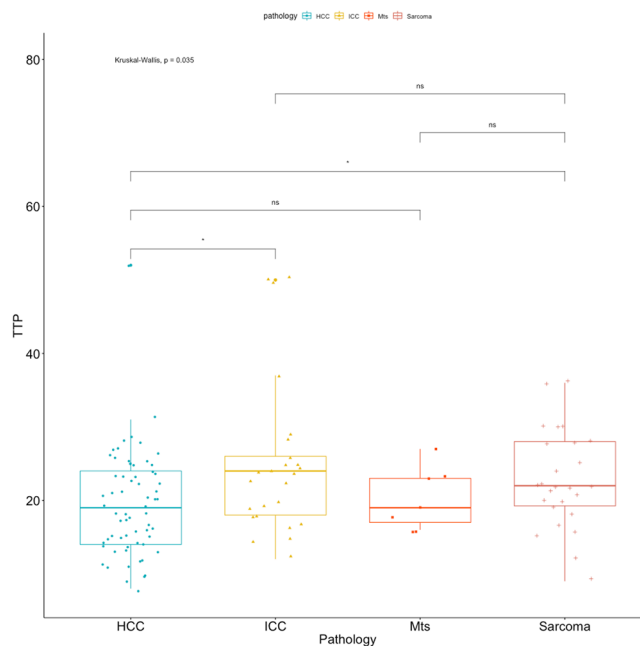 pathology HCC ICC Mts Sarcoma
80
Kruskal-Wallis, p = 0.035
ns
ns
*
60
ns
*
TTP
40
20
HCC ICC Mts Sarcoma
Pathology